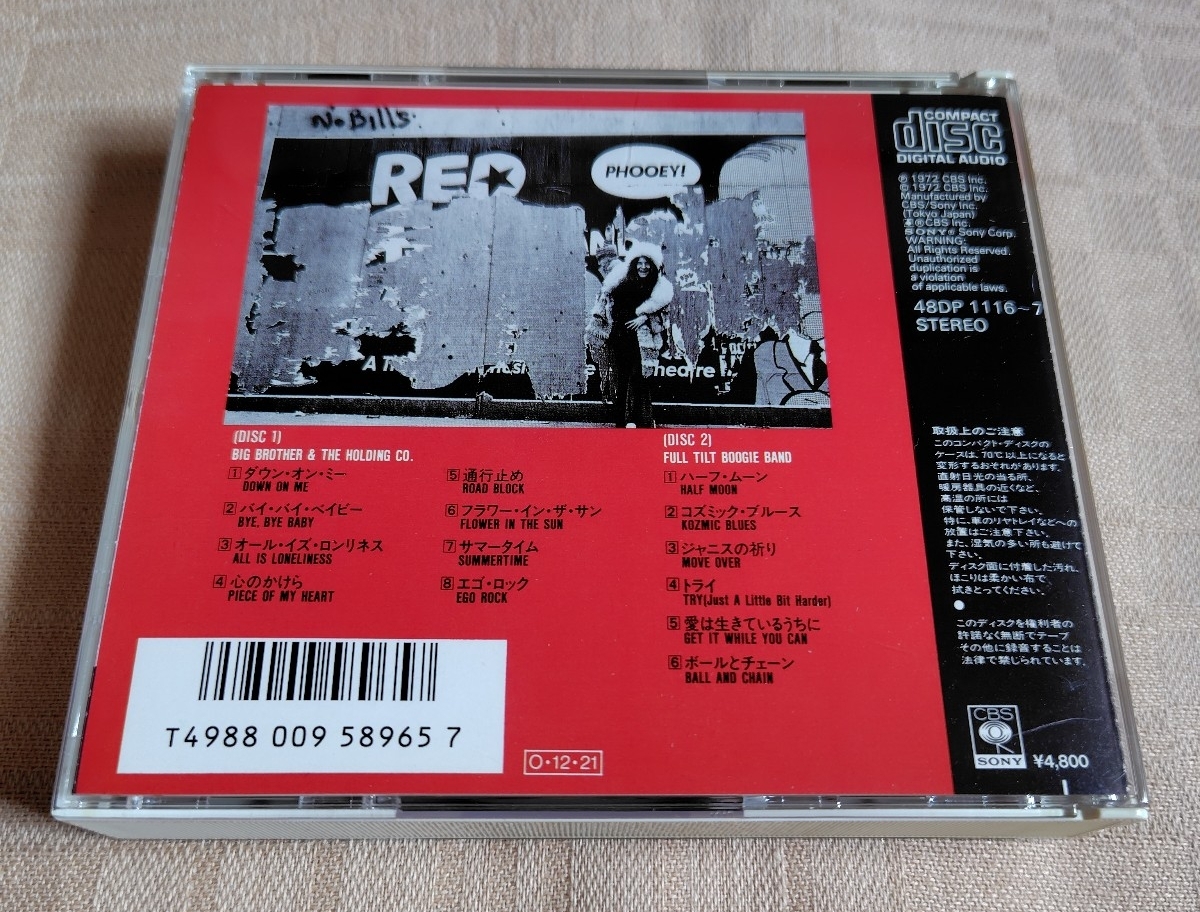 No Bills
RED
PHOOEY!
heatre
(DISC 1)
BIG BROTHER & THE HOLDING CO.
1 ダウン・オン・ミー
DOWN ON ME
2 バイ・バイ・ベイビー
BYE, BYE BABY
3 オール・イズ・ロンリネス
ALL IS LONELINESS
4 心のかけら
PIECE OF MY HEART
5 通行止め
ROAD BLOCK
6 フラワー・イン・ザ・サン
FLOWER IN THE SUN
7 サマータイム
SUMMERTIME
8 エゴ・ロック
EGO ROCK
(DISC 2)
FULL TILT BOOGIE BAND
1 ハーフ・ムーン
HALF MOON
2 コズミック・ブルース
KOZMIC BLUES
3 ジャニスの祈り
MOVE OVER
4 トライ
TRY(Just A Little Bit Harder)
5 愛は生きているうちに
GET IT WHILE YOU CAN
6 ボールとチェーン
BALL AND CHAIN
T4988 009 58965 7
O・12・21
COMPACT
disc
DIGITAL AUDIO
℗ 1972 CBS Inc.
© 1972 CBS Inc.
Manufactured by
CBS/Sony Inc.
(Tokyo Japan)
®CBS Inc.
SONY® Sony Corp.
WARNING:
All Rights Reserved.
Unauthorized
duplication is
a violation
of applicable laws.
48DP 1116~7
STEREO
取扱上のご注意
このコンパクト・ディスクの
ケースは、70℃以上になると
変形するおそれがあります。
直射日光の当る所、
暖房器具の近くなど、
高温の所には
保管しないで下さい。
特に、車のリヤトレイなどへの
放置はご注意下さい。
また、湿気の多い所も避けて
下さい。
ディスク面に付着した汚れ、
ほこりは柔かい布で、
拭きとってください。
●
このディスクを権利者の
許諾なく無断でテープ
その他に録音することは
法律で禁じられています。
CBS
SONY
¥4,800